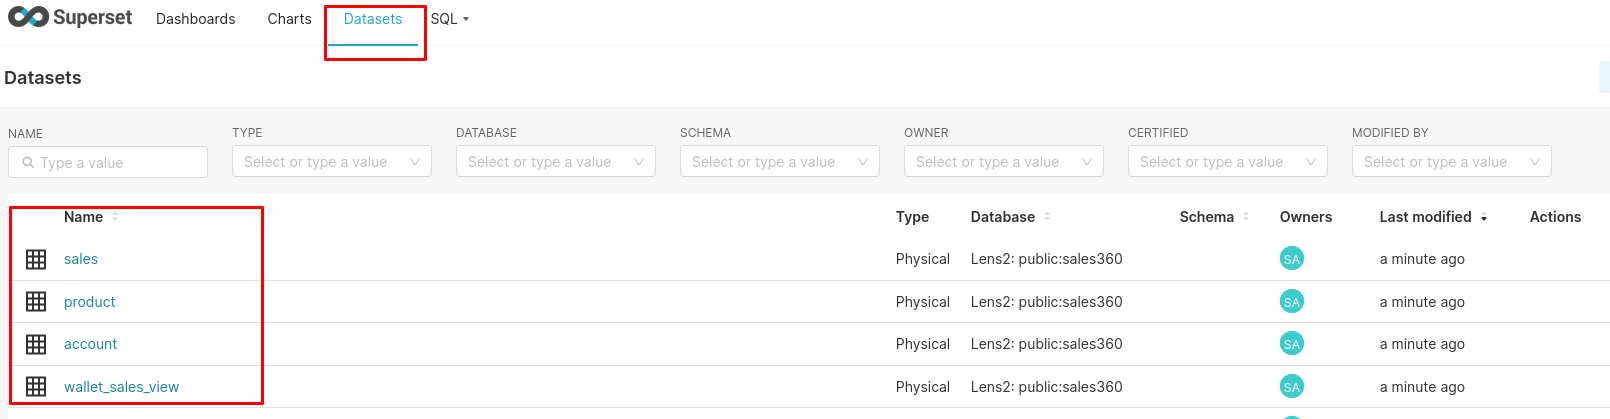 Superset Dashboards Charts Datasets SQL
Datasets
NAME TYPE DATABASE SCHEMA OWNER CERTIFIED MODIFIED BY
Type a value Select or type a value Select or type a value Select or type a value Select or type a value Select or type a value Select or type a value
Name Type Database Schema Owners Last modified Actions
sales Physical Lens2: public:sales360 SA a minute ago
product Physical Lens2: public:sales360 SA a minute ago
account Physical Lens2: public:sales360 SA a minute ago
wallet_sales_view Physical Lens2: public:sales360 SA a minute ago